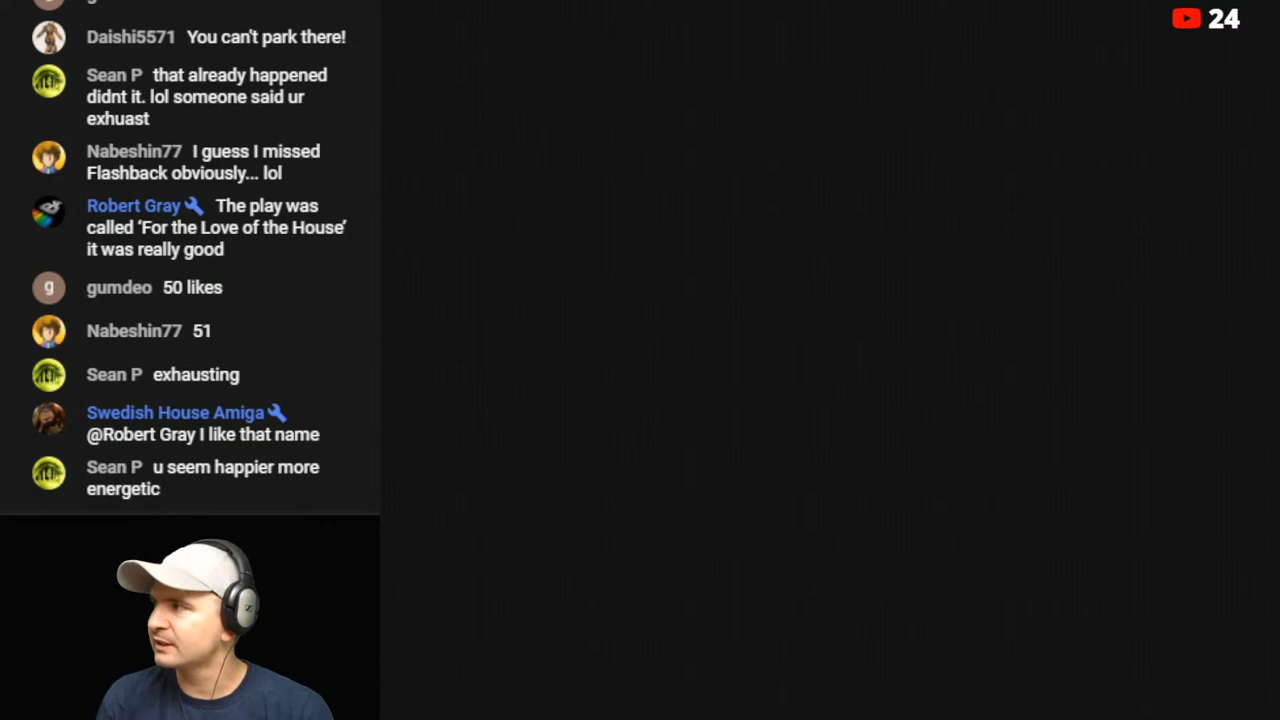 24
Daishi5571 You can't park there!
Sean P that already happened
didnt it. lol someone said ur
exhuast
Nabeshin77 I guess I missed
Flashback obviously... lol
Robert Gray The play was
called ‘For the Love of the House’
it was really good
g gumdeo 50 likes
Nabeshin77 51
Sean P exhausting
Swedish House Amiga
@Robert Gray I like that name
Sean P u seem happier more
energetic